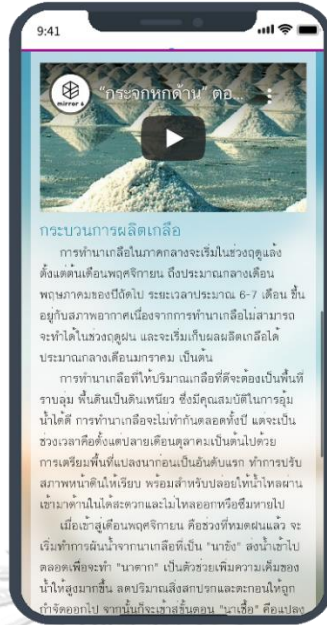 9:41
mirror 6
"กระจกหกด้าน" ตอ...
กระบวนการผลิตเกลือ
การทำนาเกลือในภาคกลางจะเริ่มในช่วงฤดูแล้ง
ตั้งแต่ต้นเดือนพฤศจิกายน ถึงประมาณกลางเดือน
พฤษภาคมของปีถัดไป ระยะเวลาประมาณ 6-7 เดือน ขึ้น
อยู่กับสภาพอากาศเนื่องจากการทำนาเกลือไม่สามารถ
จะทำได้ในช่วงฤดูฝน และจะเริ่มเก็บผลผลิตเกลือได้
ประมาณกลางเดือนมกราคม เป็นต้น
การทำนาเกลือที่ให้ปริมาณเกลือที่ดีจะต้องเป็นพื้นที่
ราบลุ่ม พื้นดินเป็นดินเหนียว ซึ่งมีคุณสมบัติในการอุ้ม
น้ำได้ดี การทำนาเกลือจะไม่ทำกันตลอดทั้งปี แต่จะเป็น
ช่วงเวลาคือตั้งแต่ปลายเดือนตุลาคมเป็นต้นไปด้วย
การเตรียมพื้นที่แปลงนาก่อนเป็นอันดับแรก ทำการปรับ
สภาพหน้าดินให้เรียบ พร้อมสำหรับปล่อยให้น้ำไหลผ่าน
เข้ามาด้านในได้สะดวกและไม่ไหลออกหรือซึมหายไป
เมื่อเข้าสู่เดือนพฤศจิกายน คือช่วงที่หมดฝนแล้ว จะ
เริ่มทำการผันน้ำจากนาเกลือที่เป็น "นาขัง" ส่งน้ำเข้าไป
ตลอดเพื่อจะทำ "นาตาก" เป็นตัวช่วยเพิ่มความเค็มของ
น้ำให้สูงมากขึ้น ลดปริมาณสิ่งสกปรกและตะกอนให้ถูก
กำจัดออกไป จากนั้นก็จะเข้าสู่ขั้นตอน "นาเชื้อ" คือแปลง